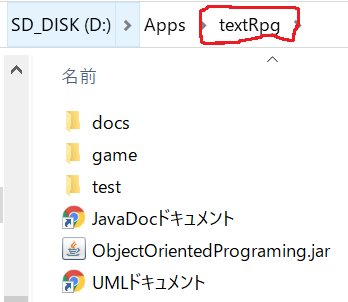 SD_DISK (D:) Apps textRpg
名前
docs
game
test
JavaDocドキュメント
ObjectOrientedPrograming.jar
UMLドキュメント